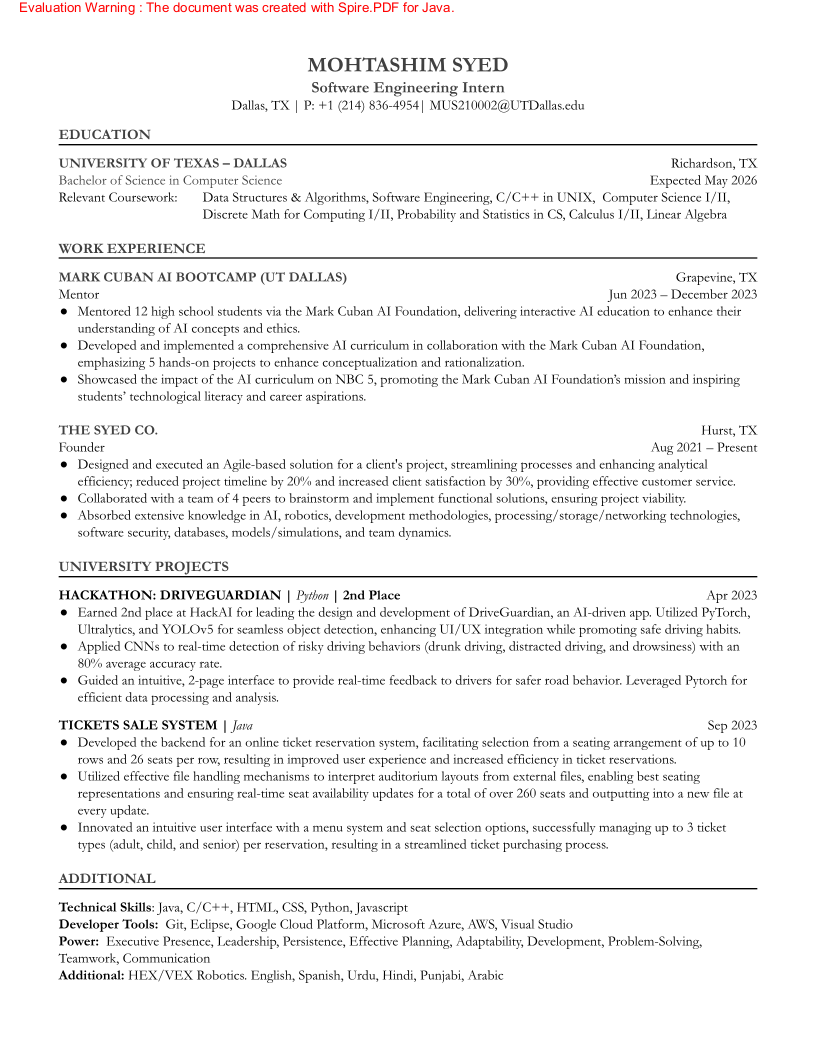 Evaluation Warning : The document was created with Spire.PDF for Java.
MOHTASHIM SYED
Software Engineering Intern
Dallas, TX | P: +1 (214) 836-4954| MUS210002@UTDallas.edu
EDUCATION
UNIVERSITY OF TEXAS – DALLAS Richardson, TX
Bachelor of Science in Computer Science Expected May 2026
Relevant Coursework: Data Structures & Algorithms, Software Engineering, C/C++ in UNIX, Computer Science I/II,
Discrete Math for Computing I/II, Probability and Statistics in CS, Calculus I/II, Linear Algebra
WORK EXPERIENCE
MARK CUBAN AI BOOTCAMP (UT DALLAS) Grapevine, TX
Mentor Jun 2023 – December 2023
● Mentored 12 high school students via the Mark Cuban AI Foundation, delivering interactive AI education to enhance their
understanding of AI concepts and ethics.
● Developed and implemented a comprehensive AI curriculum in collaboration with the Mark Cuban AI Foundation,
emphasizing 5 hands-on projects to enhance conceptualization and rationalization.
● Showcased the impact of the AI curriculum on NBC 5, promoting the Mark Cuban AI Foundation’s mission and inspiring
students’ technological literacy and career aspirations.
THE SYED CO. Hurst, TX
Founder Aug 2021 – Present
● Designed and executed an Agile-based solution for a client's project, streamlining processes and enhancing analytical
efficiency; reduced project timeline by 20% and increased client satisfaction by 30%, providing effective customer service.
● Collaborated with a team of 4 peers to brainstorm and implement functional solutions, ensuring project viability.
● Absorbed extensive knowledge in AI, robotics, development methodologies, processing/storage/networking technologies,
software security, databases, models/simulations, and team dynamics.
UNIVERSITY PROJECTS
HACKATHON: DRIVEGUARDIAN | Python | 2nd Place Apr 2023
● Earned 2nd place at HackAI for leading the design and development of DriveGuardian, an AI-driven app. Utilized PyTorch,
Ultralytics, and YOLOv5 for seamless object detection, enhancing UI/UX integration while promoting safe driving habits.
● Applied CNNs to real-time detection of risky driving behaviors (drunk driving, distracted driving, and drowsiness) with an
80% average accuracy rate.
● Guided an intuitive, 2-page interface to provide real-time feedback to drivers for safer road behavior. Leveraged Pytorch for
efficient data processing and analysis.
TICKETS SALE SYSTEM | Java Sep 2023
● Developed the backend for an online ticket reservation system, facilitating selection from a seating arrangement of up to 10
rows and 26 seats per row, resulting in improved user experience and increased efficiency in ticket reservations.
● Utilized effective file handling mechanisms to interpret auditorium layouts from external files, enabling best seating
representations and ensuring real-time seat availability updates for a total of over 260 seats and outputting into a new file at
every update.
● Innovated an intuitive user interface with a menu system and seat selection options, successfully managing up to 3 ticket
types (adult, child, and senior) per reservation, resulting in a streamlined ticket purchasing process.
ADDITIONAL
Technical Skills: Java, C/C++, HTML, CSS, Python, Javascript
Developer Tools: Git, Eclipse, Google Cloud Platform, Microsoft Azure, AWS, Visual Studio
Power: Executive Presence, Leadership, Persistence, Effective Planning, Adaptability, Development, Problem-Solving,
Teamwork, Communication
Additional: HEX/VEX Robotics. English, Spanish, Urdu, Hindi, Punjabi, Arabic